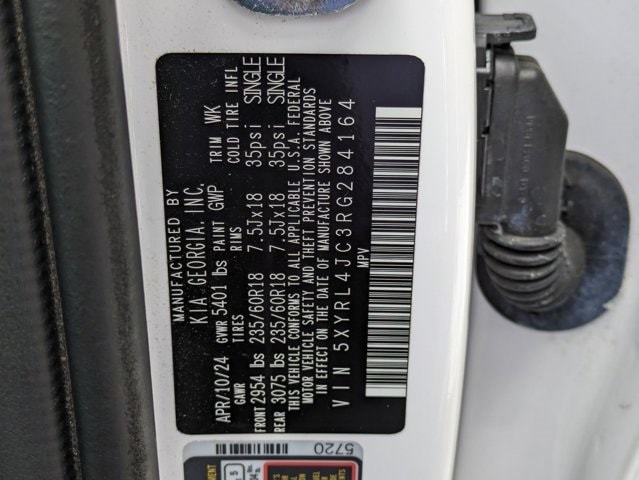 MANUFACTURED BY
KIA GEORGIA, INC.
APR/10/24 GVWR 5401 lbs PAINT GWP TRIM WK
GAWR TIRES RIMS COLD TIRE INFL
FRONT 2954 lbs 235/60R18 7.5Jx18 35psi SINGLE
REAR 3075 lbs 235/60R18 7.5Jx18 35psi SINGLE
THIS VEHICLE CONFORMS TO ALL APPLICABLE U.S.A. FEDERAL
MOTOR VEHICLE SAFETY AND THEFT PREVENTION STANDARDS
IN EFFECT ON THE DATE OF MANUFACTURE SHOWN ABOVE
VIN 5XYRL4JC3RG284164
MPV
5720